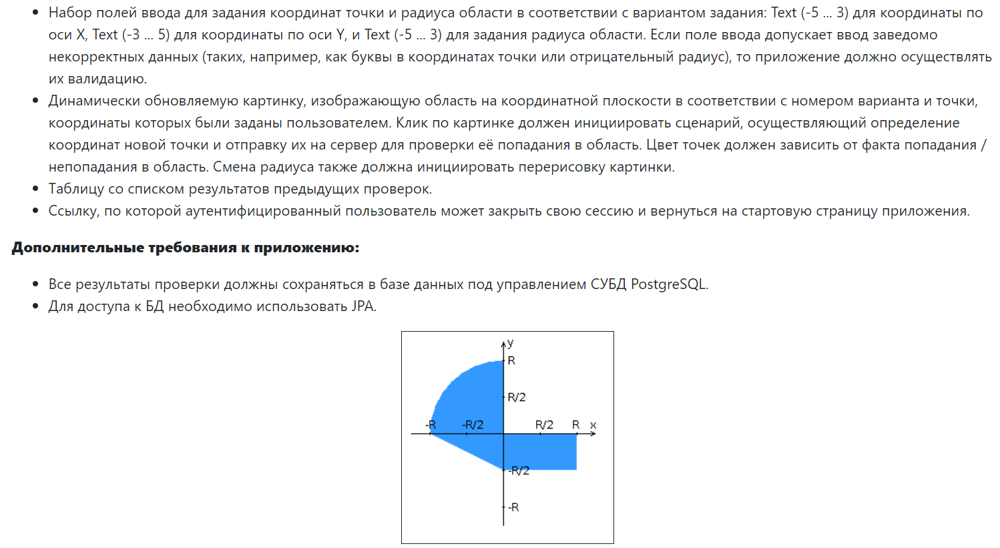 Набор полей ввода для задания координат точки и радиуса области в соответствии с вариантом задания: Text (-5 ... 3) для координаты по
оси X, Text (-3 ... 5) для координаты по оси Y, и Text (-5 ... 3) для задания радиуса области. Если поле ввода допускает ввод заведомо
некорректных данных (таких, например, как буквы в координатах точки или отрицательный радиус), то приложение должно осуществлять
их валидацию.
Динамически обновляемую картинку, изображающую область на координатной плоскости в соответствии с номером варианта и точки,
координаты которых были заданы пользователем. Клик по картинке должен инициировать сценарий, осуществляющий определение
координат новой точки и отправку их на сервер для проверки её попадания в область. Цвет точек должен зависить от факта попадания /
непопадания в область. Смена радиуса также должна инициировать перерисовку картинки.
Таблицу со списком результатов предыдущих проверок.
Ссылку, по которой аутентифицированный пользователь может закрыть свою сессию и вернуться на стартовую страницу приложения.
Дополнительные требования к приложению:
Все результаты проверки должны сохраняться в базе данных под управлением СУБД PostgreSQL.
Для доступа к БД необходимо использовать JPA.
y
R
R/2
-R -R/2 R/2 R x
-R/2
-R